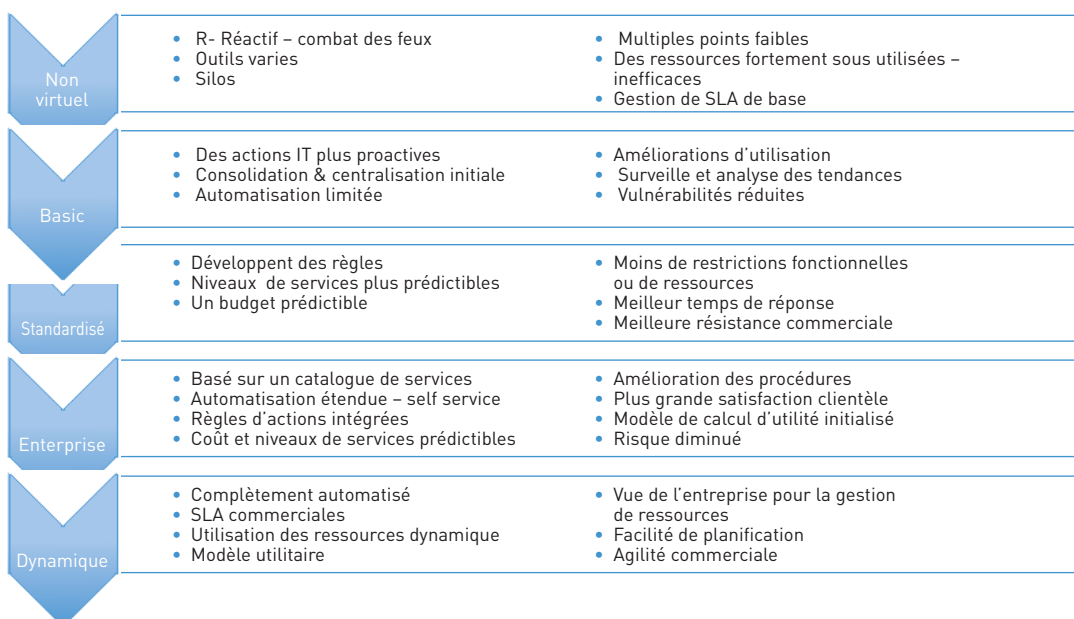 Non
virtuel
• R- Réactif – combat des feux
• Outils varies
• Silos
• Multiples points faibles
• Des ressources fortement sous utilisées –
inefficaces
• Gestion de SLA de base
Basic
• Des actions IT plus proactives
• Consolidation & centralisation initiale
• Automatisation limitée
• Améliorations d'utilisation
• Surveille et analyse des tendances
• Vulnérabilités réduites
Standardisé
• Développent des règles
• Niveaux de services plus prédictibles
• Un budget prédictible
• Moins de restrictions fonctionnelles
ou de ressources
• Meilleur temps de réponse
• Meilleure résistance commerciale
Enterprise
• Basé sur un catalogue de services
• Automatisation étendue – self service
• Règles d'actions intégrées
• Coût et niveaux de services prédictibles
• Amélioration des procédures
• Plus grande satisfaction clientèle
• Modèle de calcul d'utilité initialisé
• Risque diminué
Dynamique
• Complètement automatisé
• SLA commerciales
• Utilisation des ressources dynamique
• Modèle utilitaire
• Vue de l'entreprise pour la gestion
de ressources
• Facilité de planification
• Agilité commerciale